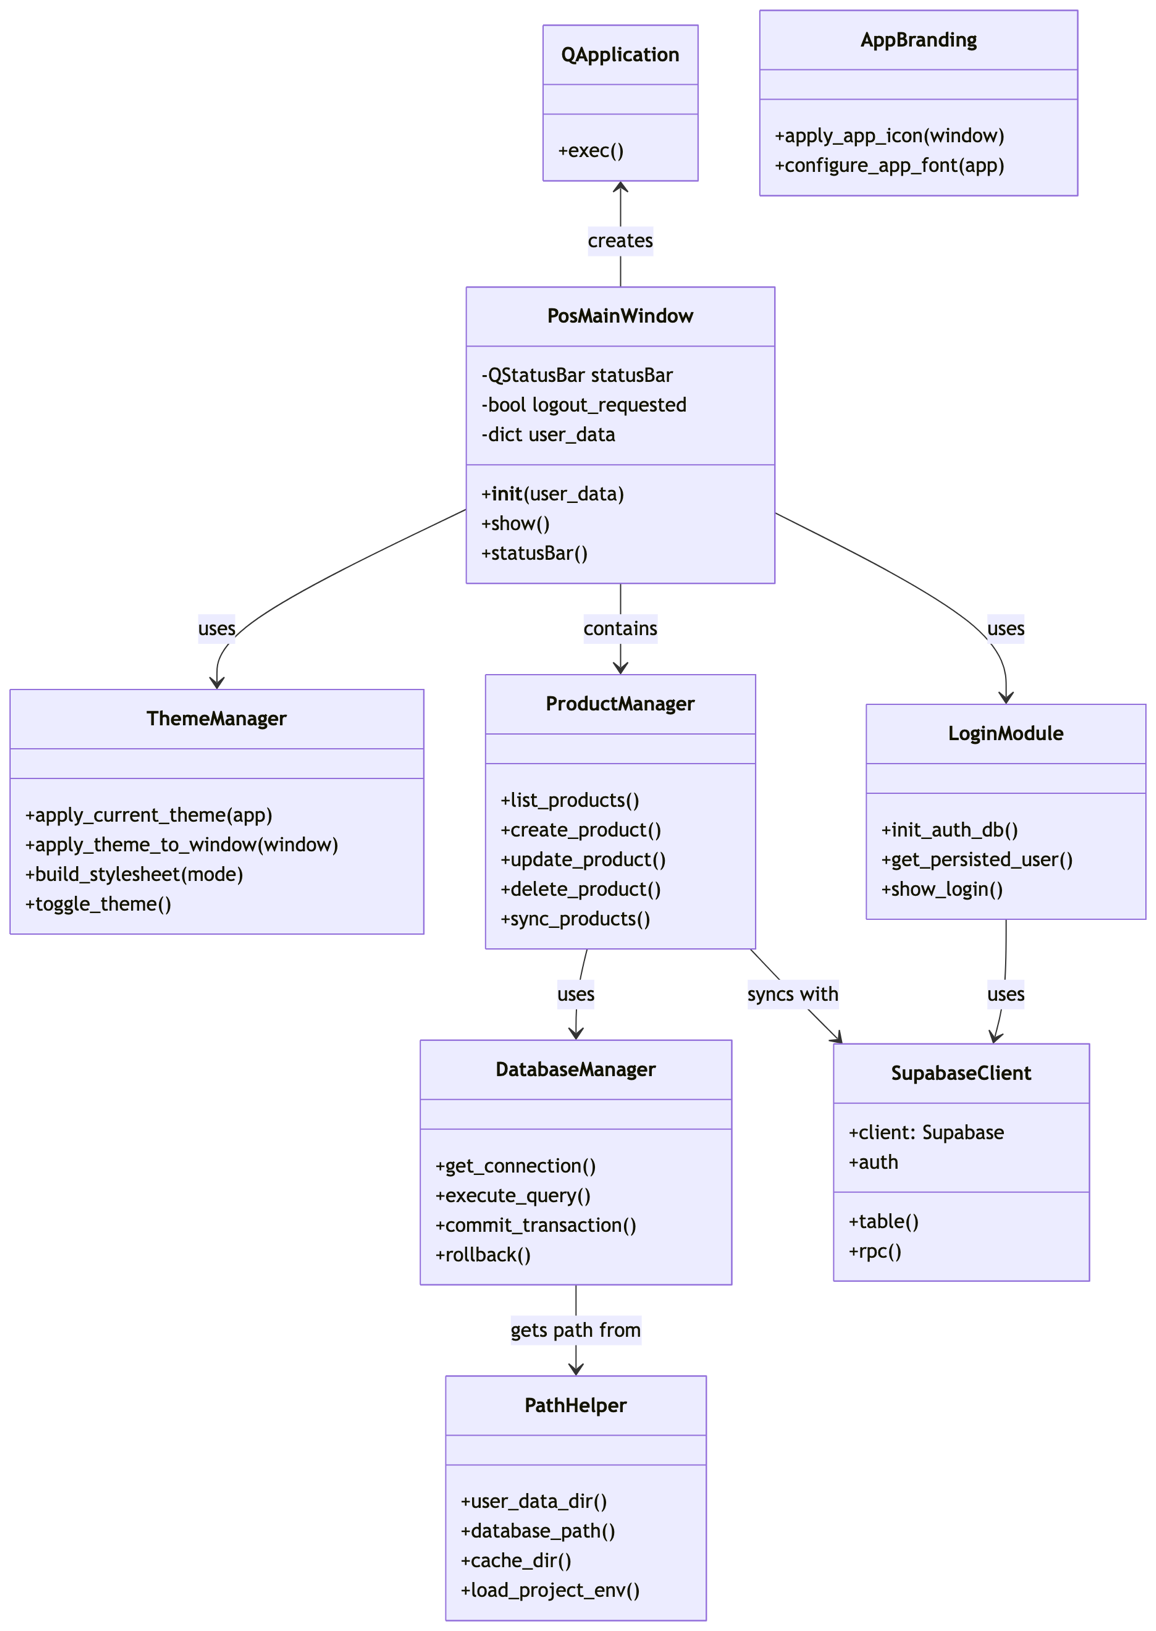 QApplication
+exec()
AppBranding
+apply_app_icon(window)
+configure_app_font(app)
creates
PosMainWindow
-QStatusBar statusBar
-bool logout_requested
-dict user_data
+init(user_data)
+show()
+statusBar()
uses
contains
uses
ThemeManager
+apply_current_theme(app)
+apply_theme_to_window(window)
+build_stylesheet(mode)
+toggle_theme()
ProductManager
+list_products()
+create_product()
+update_product()
+delete_product()
+sync_products()
LoginModule
+init_auth_db()
+get_persisted_user()
+show_login()
uses
syncs with
uses
DatabaseManager
+get_connection()
+execute_query()
+commit_transaction()
+rollback()
SupabaseClient
+client: Supabase
+auth
+table()
+rpc()
gets path from
PathHelper
+user_data_dir()
+database_path()
+cache_dir()
+load_project_env()